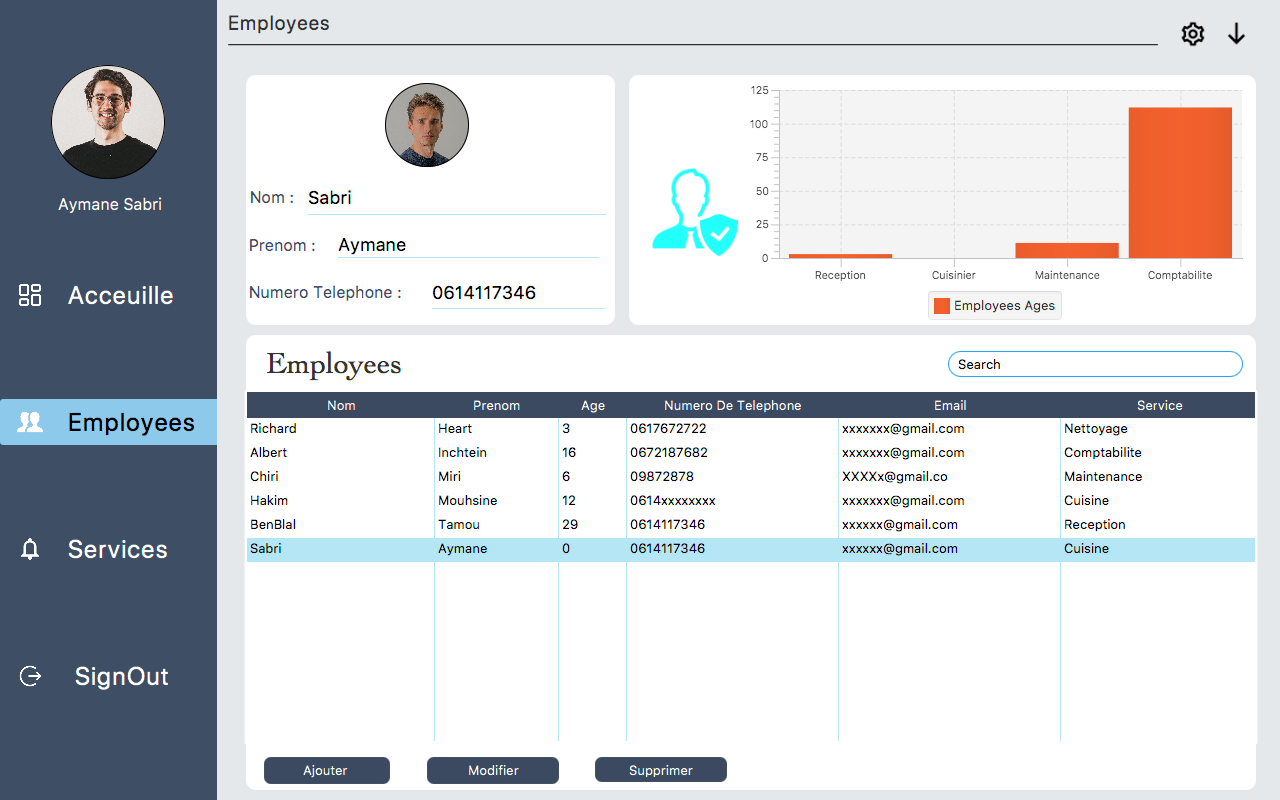 Employees
Aymane Sabri
Acceuille
Employees
Services
SignOut
Nom : Sabri
Prenom : Aymane
Numero Telephone : 0614117346
125
100
75
50
25
0
Reception Cuisinier Maintenance Comptabilite
Employees Ages
Employees
Search
Nom Prenom Age Numero De Telephone Email Service
Richard Heart 3 0617672722 xxxxxxx@gmail.com Nettoyage
Albert Inchtein 16 0672187682 xxxxxxx@gmail.com Comptabilite
Chiri Miri 6 09872878 XXXXx@gmail.co Maintenance
Hakim Mouhsine 12 0614xxxxxxxx xxxxxxx@gmail.com Cuisine
BenBlal Tamou 29 0614117346 xxxxxx@gmail.com Reception
Sabri Aymane 0 0614117346 xxxxxx@gmail.com Cuisine
Ajouter Modifier Supprimer